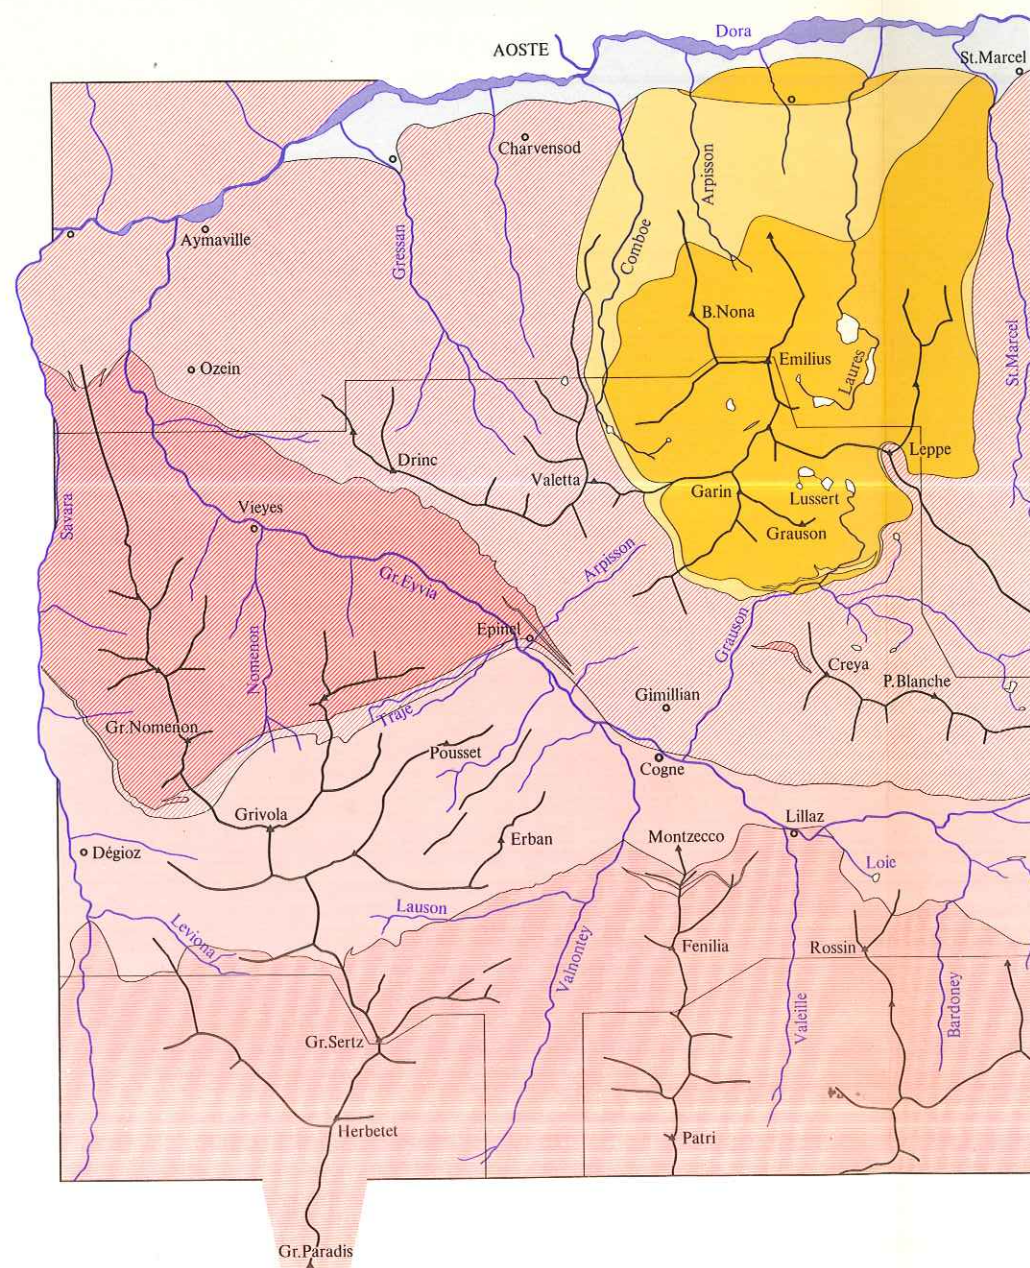 Dora
AOSTE
St.Marcel
Charvensod
Arpisson
Aymaville
Gressan
Comboe
B.Nona
Emilius
Laures
St.Marcel
Ozein
Drinc
Valetta
Leppe
Garin
Lussert
Grauson
Savara
Vieyes
Gr.Eyvia
Arpisson
Epinel
Grauson
Nomenon
Creya
P.Blanche
Gimillian
Traje
Gr.Nomenon
Pousset
Cogne
Grivola
Erban
Montzecco
Lillaz
Dégioz
Loie
Lauson
Leviona
Valnontey
Fenilia
Rossin
Valeille
Bardoney
Gr.Sertz
Herbetet
Patri
Gr.Paradis